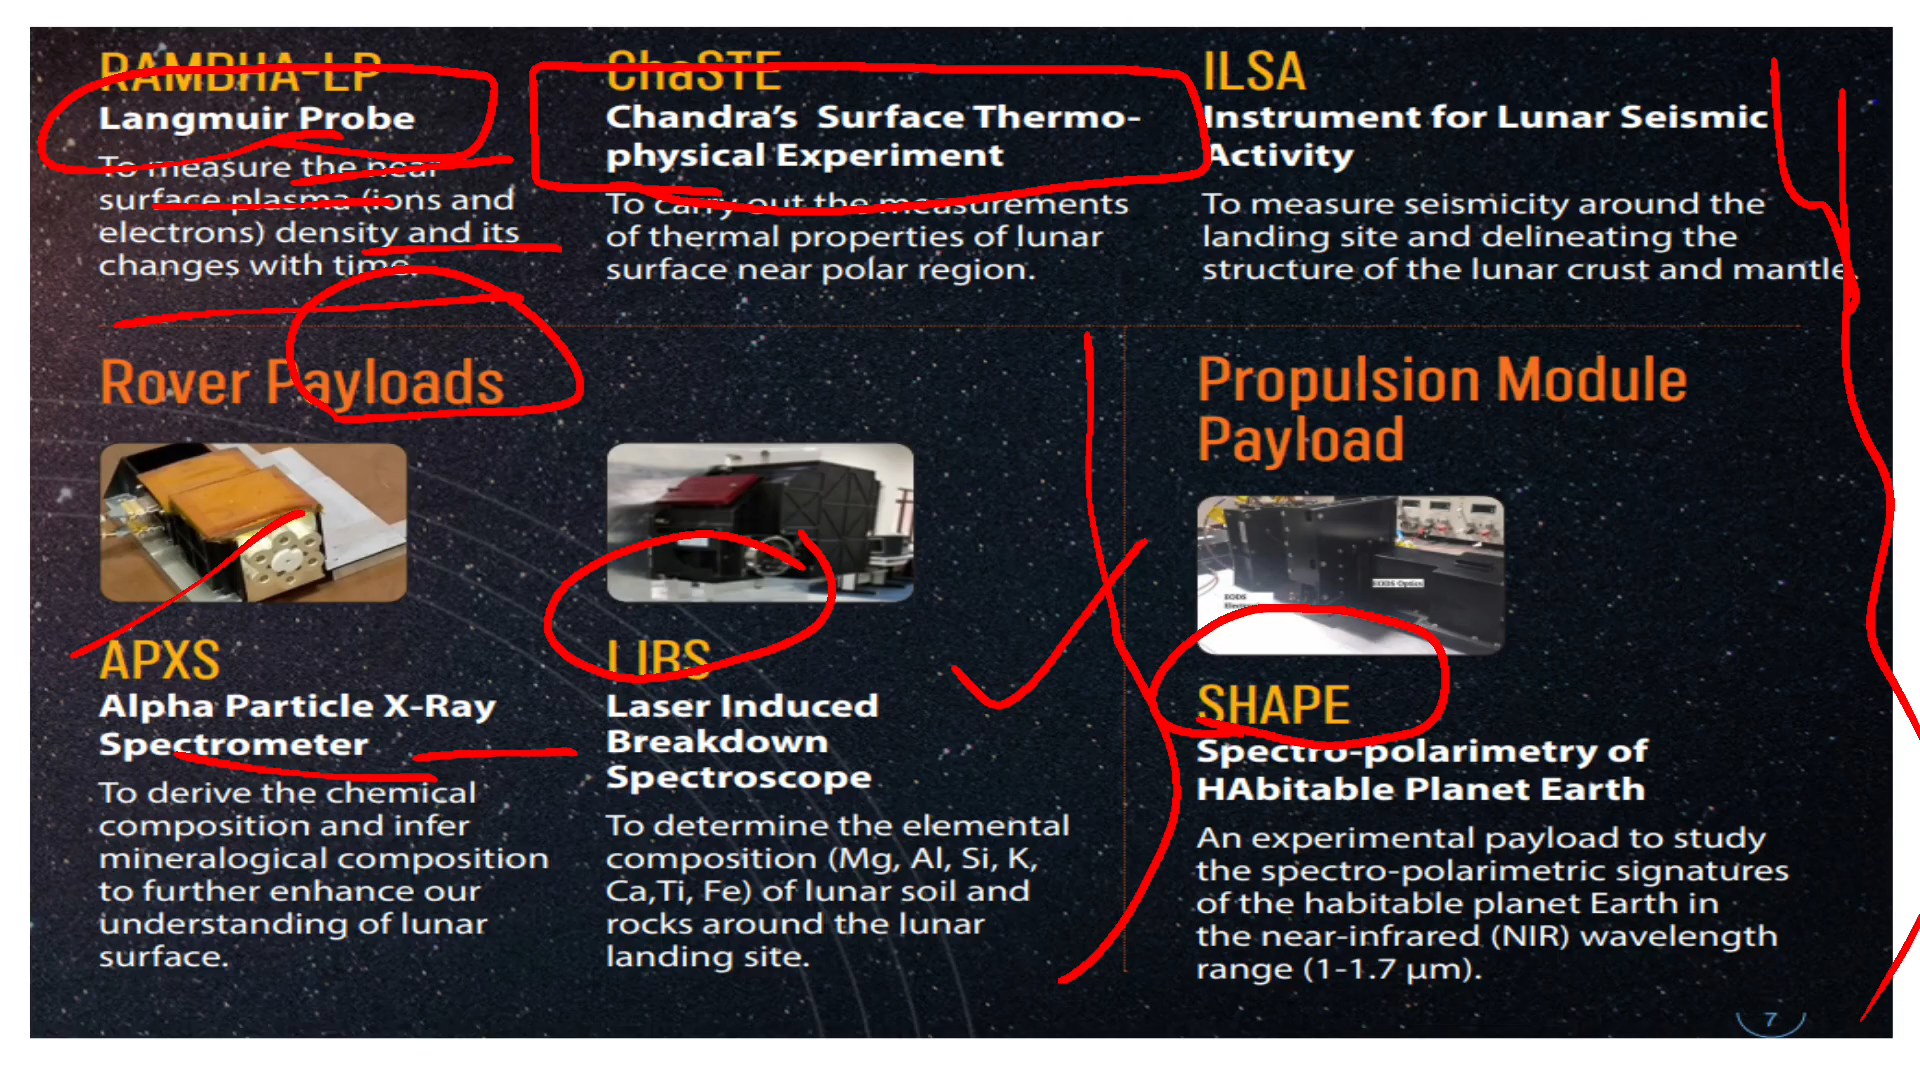 RAMBHA-LP
Langmuir Probe
To measure the near
surface plasma (ions and
electrons) density and its
changes with time.
ChaSTE
Chandra’s Surface Thermo-
physical Experiment
To carry out the measurements
of thermal properties of lunar
surface near polar region.
ILSA
Instrument for Lunar Seismic
Activity
To measure seismicity around the
landing site and delineating the
structure of the lunar crust and mantle.
Rover Payloads
APXS
Alpha Particle X-Ray
Spectrometer
To derive the chemical
composition and infer
mineralogical composition
to further enhance our
understanding of lunar
surface.
LIBS
Laser Induced
Breakdown
Spectroscope
To determine the elemental
composition (Mg, Al, Si, K,
Ca,Ti, Fe) of lunar soil and
rocks around the lunar
landing site.
Propulsion Module
Payload
EODS Optics
EODS
SHAPE
Spectro-polarimetry of
HAbitable Planet Earth
An experimental payload to study
the spectro-polarimetric signatures
of the habitable planet Earth in
the near-infrared (NIR) wavelength
range (1-1.7 μm).
7